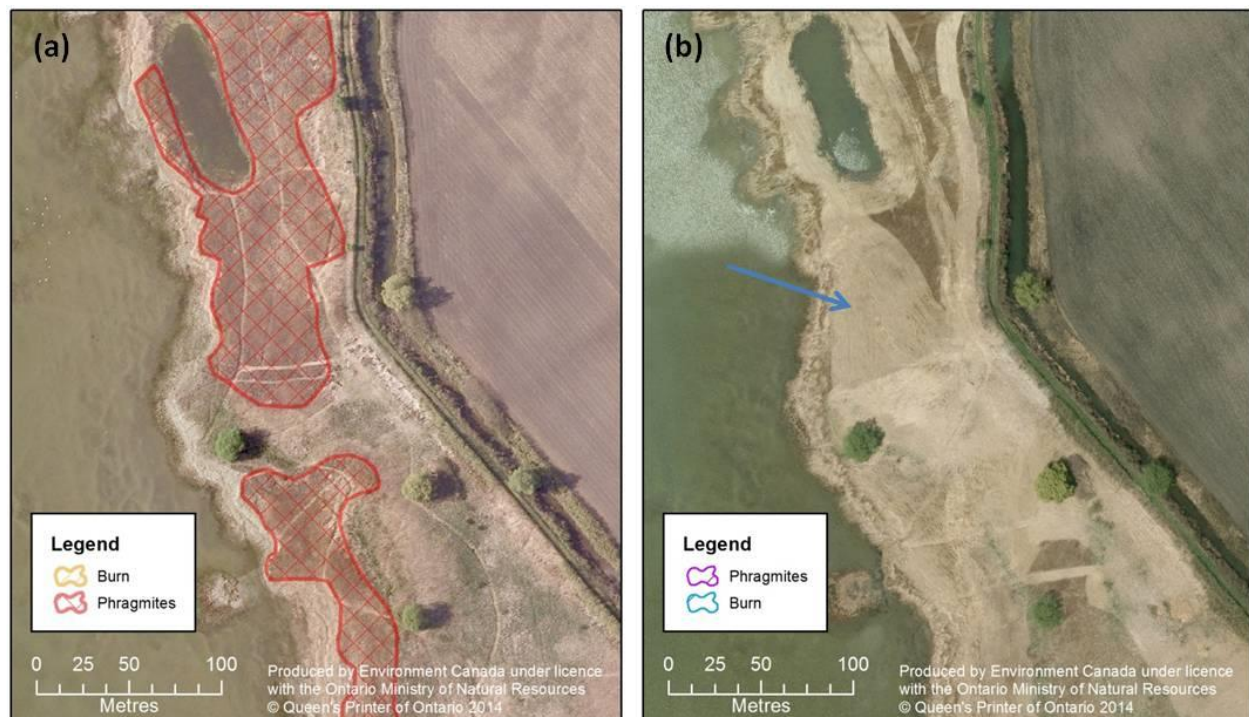 (a)
Legend
Burn
Phragmites
0 25 50 100
Metres
Produced by Environment Canada under licence
with the Ontario Ministry of Natural Resources
© Queen's Printer of Ontario 2014
(b)
Legend
Phragmites
Burn
0 25 50 100
Metres
Produced by Environment Canada under licence
with the Ontario Ministry of Natural Resources
© Queen's Printer of Ontario 2014